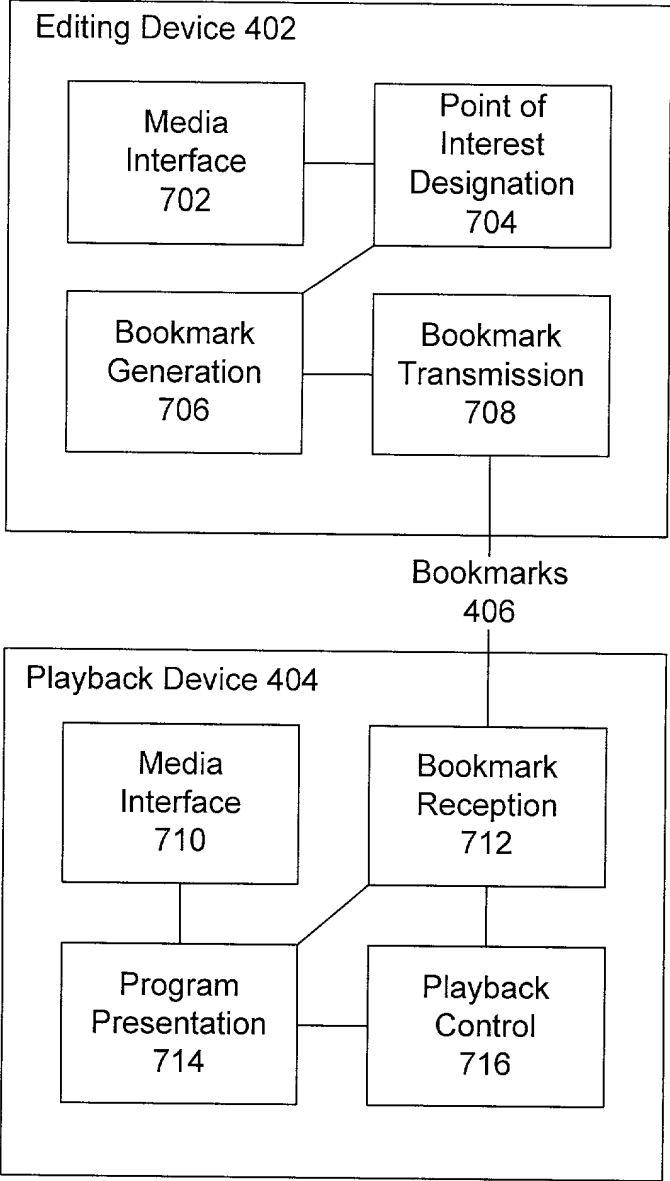 Editing Device 402
Media
Interface
702
Point of
Interest
Designation
704
Bookmark
Generation
706
Bookmark
Transmission
708
Bookmarks
406
Playback Device 404
Media
Interface
710
Bookmark
Reception
712
Program
Presentation
714
Playback
Control
716